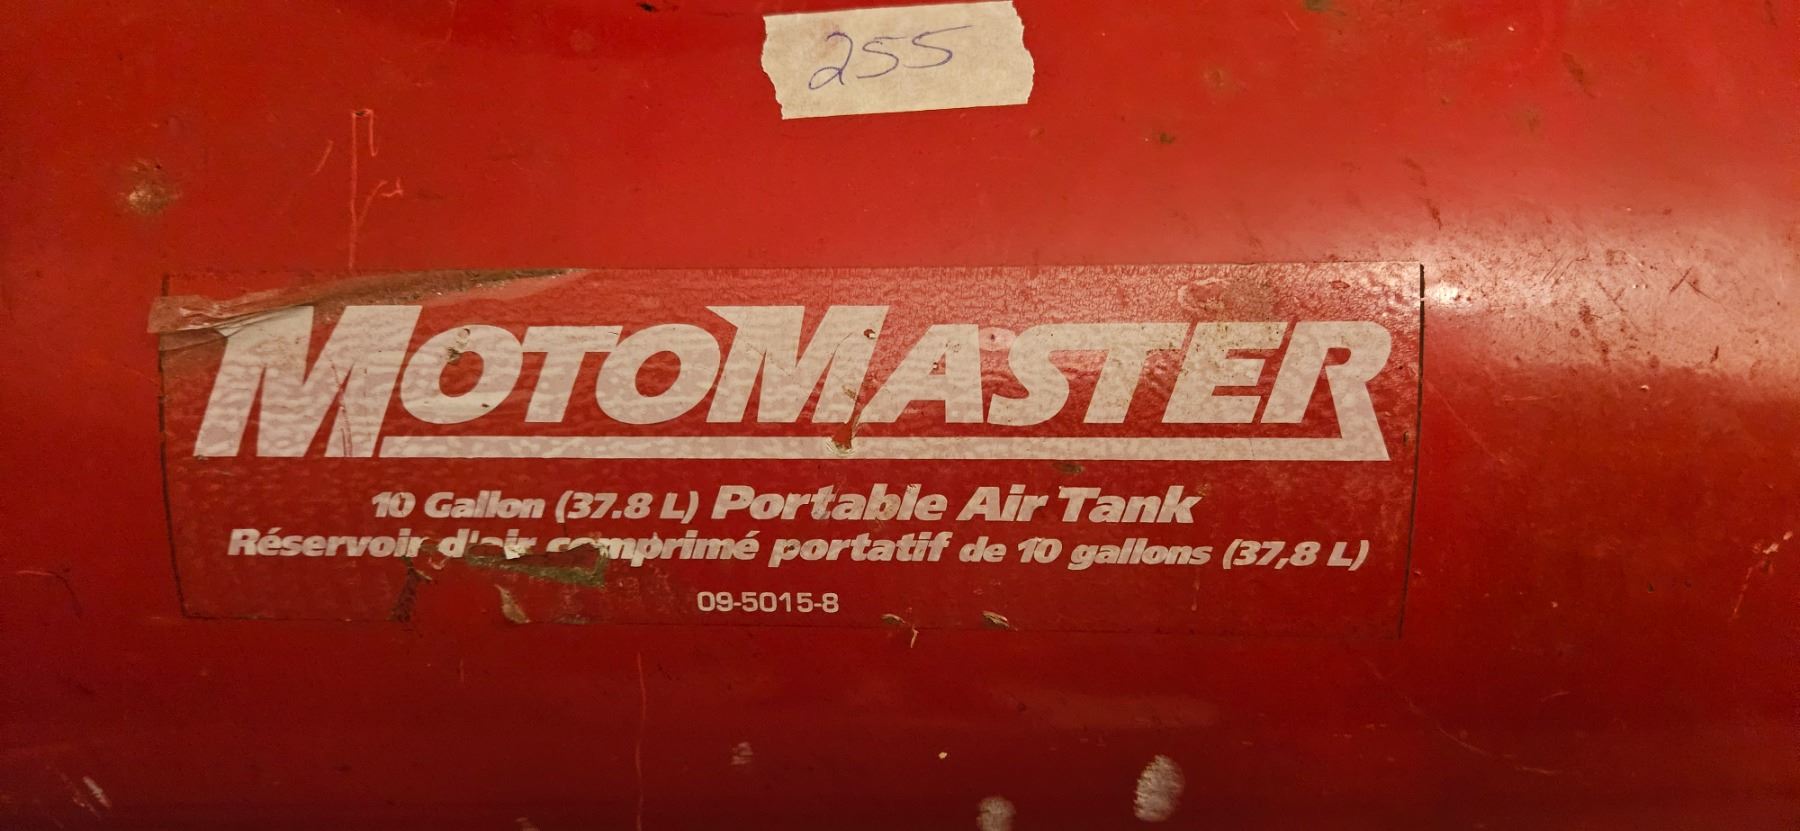 255
MOTOMASTER
10 Gallon (37.8 L) Portable Air Tank
Réservoir d'air comprimé portatif de 10 gallons (37,8 L)
09-5015-8